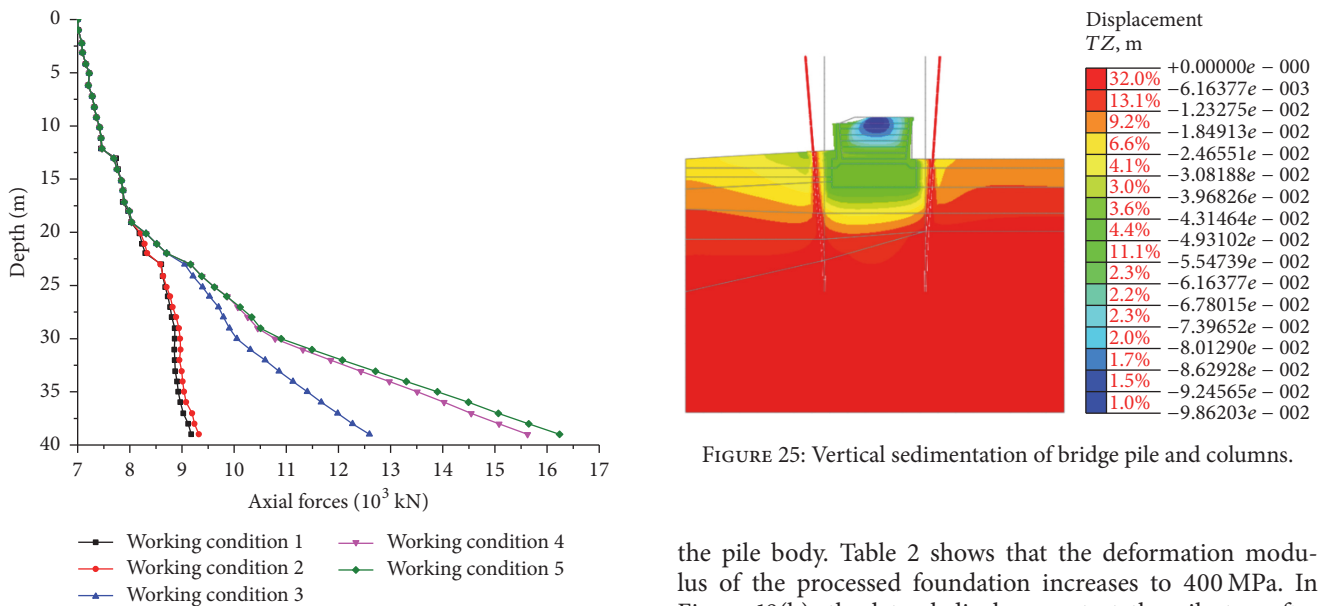 0
5
10
15
20
25
30
35
40
Depth (m)
7 8 9 10 11 12 13 14 15 16 17
Axial forces (10³ kN)
Working condition 1
Working condition 2
Working condition 3
Working condition 4
Working condition 5
Displacement
TZ, m
+0.00000e − 000
32.0%
−6.16377e − 003
13.1%
−1.23275e − 002
9.2%
−1.84913e − 002
6.6%
−2.46551e − 002
4.1%
−3.08188e − 002
3.0%
−3.96826e − 002
3.6%
−4.31464e − 002
4.4%
−4.93102e − 002
11.1%
−5.54739e − 002
2.3%
−6.16377e − 002
2.2%
−6.78015e − 002
2.3%
−7.39652e − 002
2.0%
−8.01290e − 002
1.7%
−8.62928e − 002
1.5%
−9.24565e − 002
1.0%
−9.86203e − 002
FIGURE 25: Vertical sedimentation of bridge pile and columns.
the pile body. Table 2 shows that the deformation modu-
lus of the processed foundation increases to 400 MPa. In